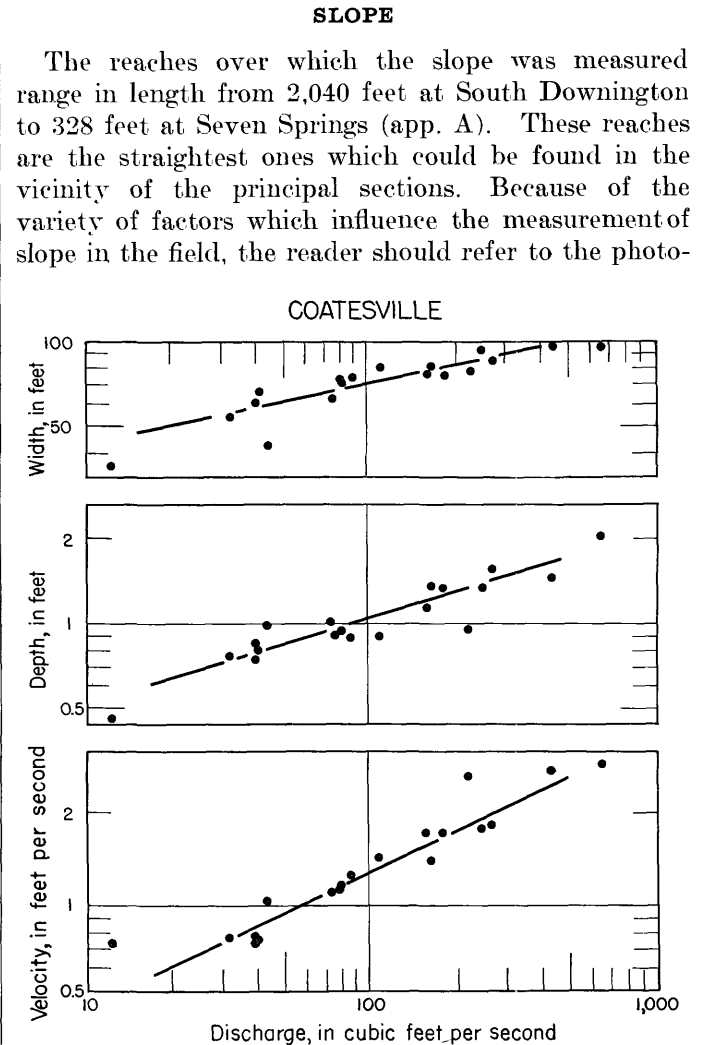 SLOPE
The reaches over which the slope was measured
range in length from 2,040 feet at South Downington
to 328 feet at Seven Springs (app. A). These reaches
are the straightest ones which could be found in the
vicinity of the principal sections. Because of the
variety of factors which influence the measurement of
slope in the field, the reader should refer to the photo-
COATESVILLE
100
50
Width, in feet
2
1
0.5
Depth, in feet
2
1
0.5
Velocity, in feet per second
10 100 1,000
Discharge, in cubic feet per second